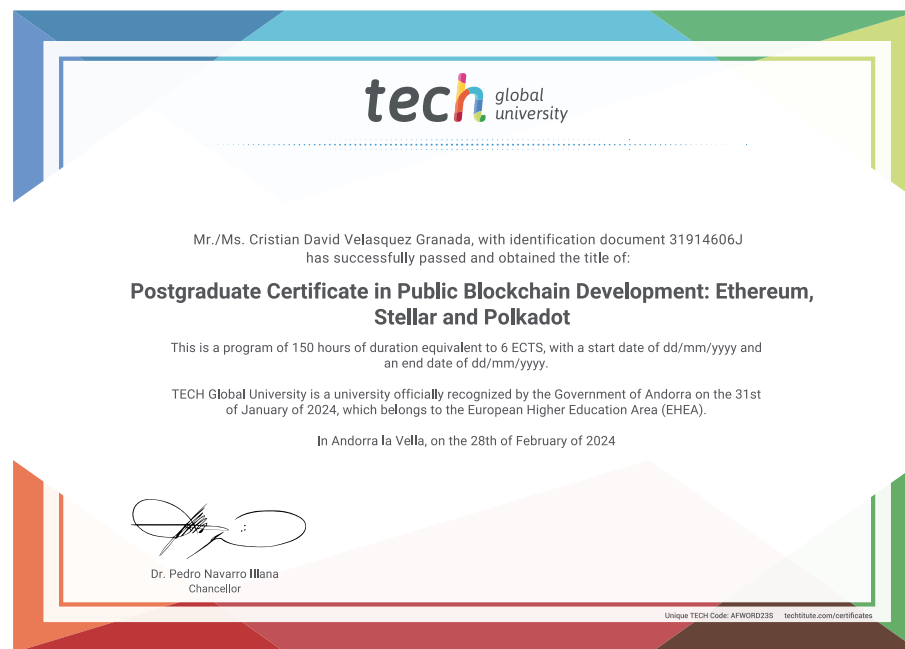 tech global
university
Mr./Ms. Cristian David Velasquez Granada, with identification document 31914606J
has successfully passed and obtained the title of:
Postgraduate Certificate in Public Blockchain Development: Ethereum,
Stellar and Polkadot
This is a program of 150 hours of duration equivalent to 6 ECTS, with a start date of dd/mm/yyyy and
an end date of dd/mm/yyyy.
TECH Global University is a university officially recognized by the Government of Andorra on the 31st
of January of 2024, which belongs to the European Higher Education Area (EHEA).
In Andorra la Vella, on the 28th of February of 2024
Dr. Pedro Navarro Illana
Chancellor
Unique TECH Code: AFWORD23S techtitute.com/certificates